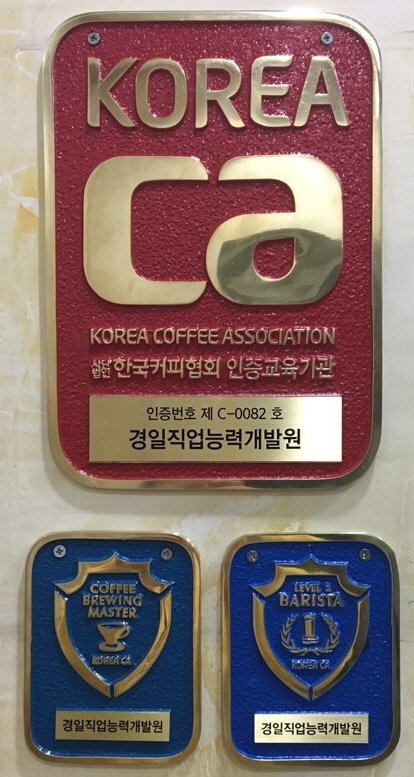 KOREA
ca
KOREA COFFEE ASSOCIATION
사단법인 한국커피협회 인증교육기관
인증번호 제 C-0082 호
경일직업능력개발원
COFFEE
BREWING
MASTER
KOREA CA
경일직업능력개발원
BARISTA
1
KOREA CA
경일직업능력개발원